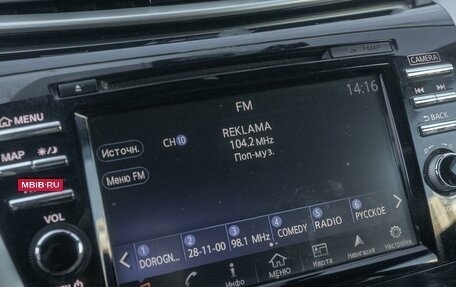 CAMERA
FM
14:16
MENU
Источн.
CH10
REKLAMA
104.2 MHz
Поп-муз.
MAP
BACK
Меню FM
MBIB.RU
VOL
1
2
3
4
5
6
DOROGN...
28-11-00
98.1 MHz
COMEDY
RADIO
РУССКОЕ
Инфо
МЕНЮ
Карта
Навигация
Настройка